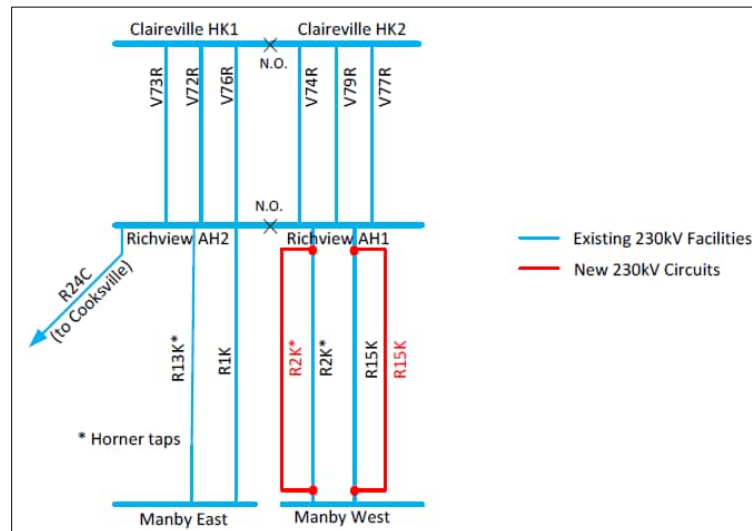 Claireville HK1
Claireville HK2
N.O.
V73R
V72R
V76R
V74R
V79R
V77R
N.O.
Richview AH2
Richview AH1
Existing 230kV Facilities
New 230kV Circuits
R24C
(to Cooksville)
R13K*
R1K
R2K*
R2K*
R15K
R15K
* Horner taps
Manby East
Manby West